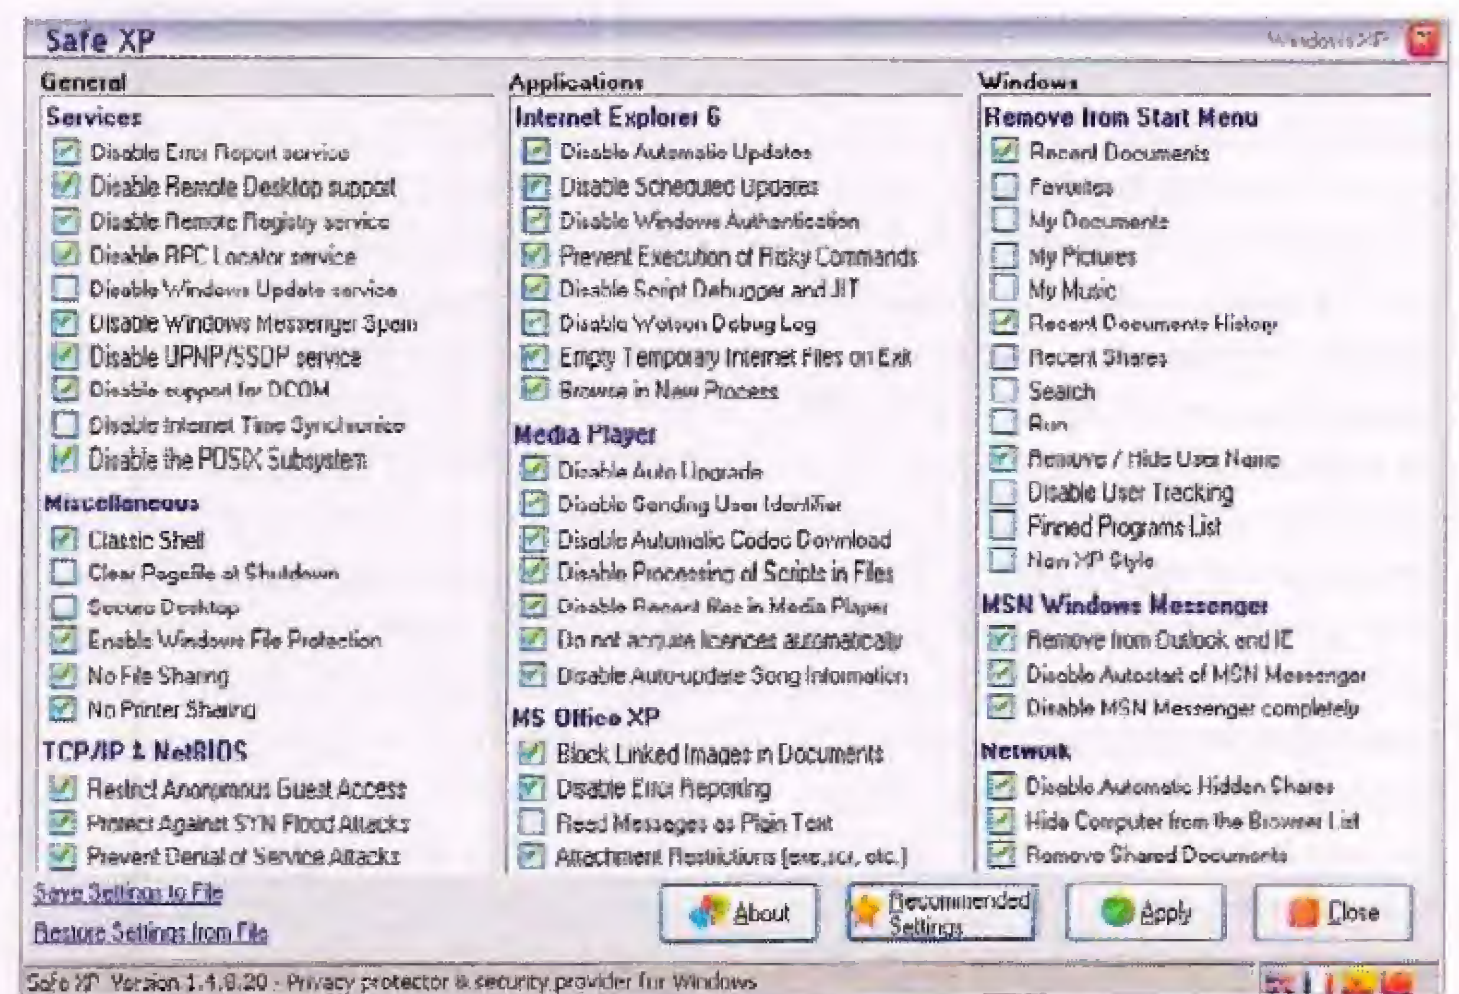 Safe XP
Windows XP
General
Services
Disable Error Report service
Disable Remote Desktop support
Disable Remote Registry service
Disable RPC Locator service
Disable Windows Update service
Disable Windows Messenger Spam
Disable UPNP/SSDP service
Disable support for DCOM
Disable Internet Time Synchronize
Disable the POSIX Subsystem
Miscellaneous
Classic Shell
Clear Pagefile at Shutdown
Secure Desktop
Enable Windows File Protection
No File Sharing
No Printer Sharing
TCP/IP & NetBIOS
Restrict Anonymous Guest Access
Protect Against SYN Flood Attacks
Prevent Denial of Service Attacks
Applications
Internet Explorer 6
Disable Automatic Updates
Disable Scheduled Updates
Disable Windows Authentication
Prevent Execution of Risky Commands
Disable Script Debugger and JIT
Disable Watson Debug Log
Empty Temporary Internet Files on Exit
Browse in New Process
Media Player
Disable Auto Upgrade
Disable Sending User Identifier
Disable Automatic Codec Download
Disable Processing of Scripts in Files
Disable Recent files in Media Player
Do not acquire licences automatically
Disable Auto-update Song Information
MS Office XP
Block Linked Images in Documents
Disable Error Reporting
Read Messages as Plain Text
Attachment Restrictions (exe,scr, etc.)
Windows
Remove from Start Menu
Recent Documents
Favorites
My Documents
My Pictures
My Music
Recent Documents History
Recent Shares
Search
Run
Remove / Hide User Name
Disable User Tracking
Pinned Programs List
Non XP Style
MSN Windows Messenger
Remove from Outlook and IE
Disable Autostart of MSN Messenger
Disable MSN Messenger completely
Network
Disable Automatic Hidden Shares
Hide Computer from the Browser List
Remove Shared Documents
Save Settings to File
Restore Settings from File
About
Recommended
Settings
Apply
Close
Safe XP Version 1.4.8.20 - Privacy protector & security provider for Windows